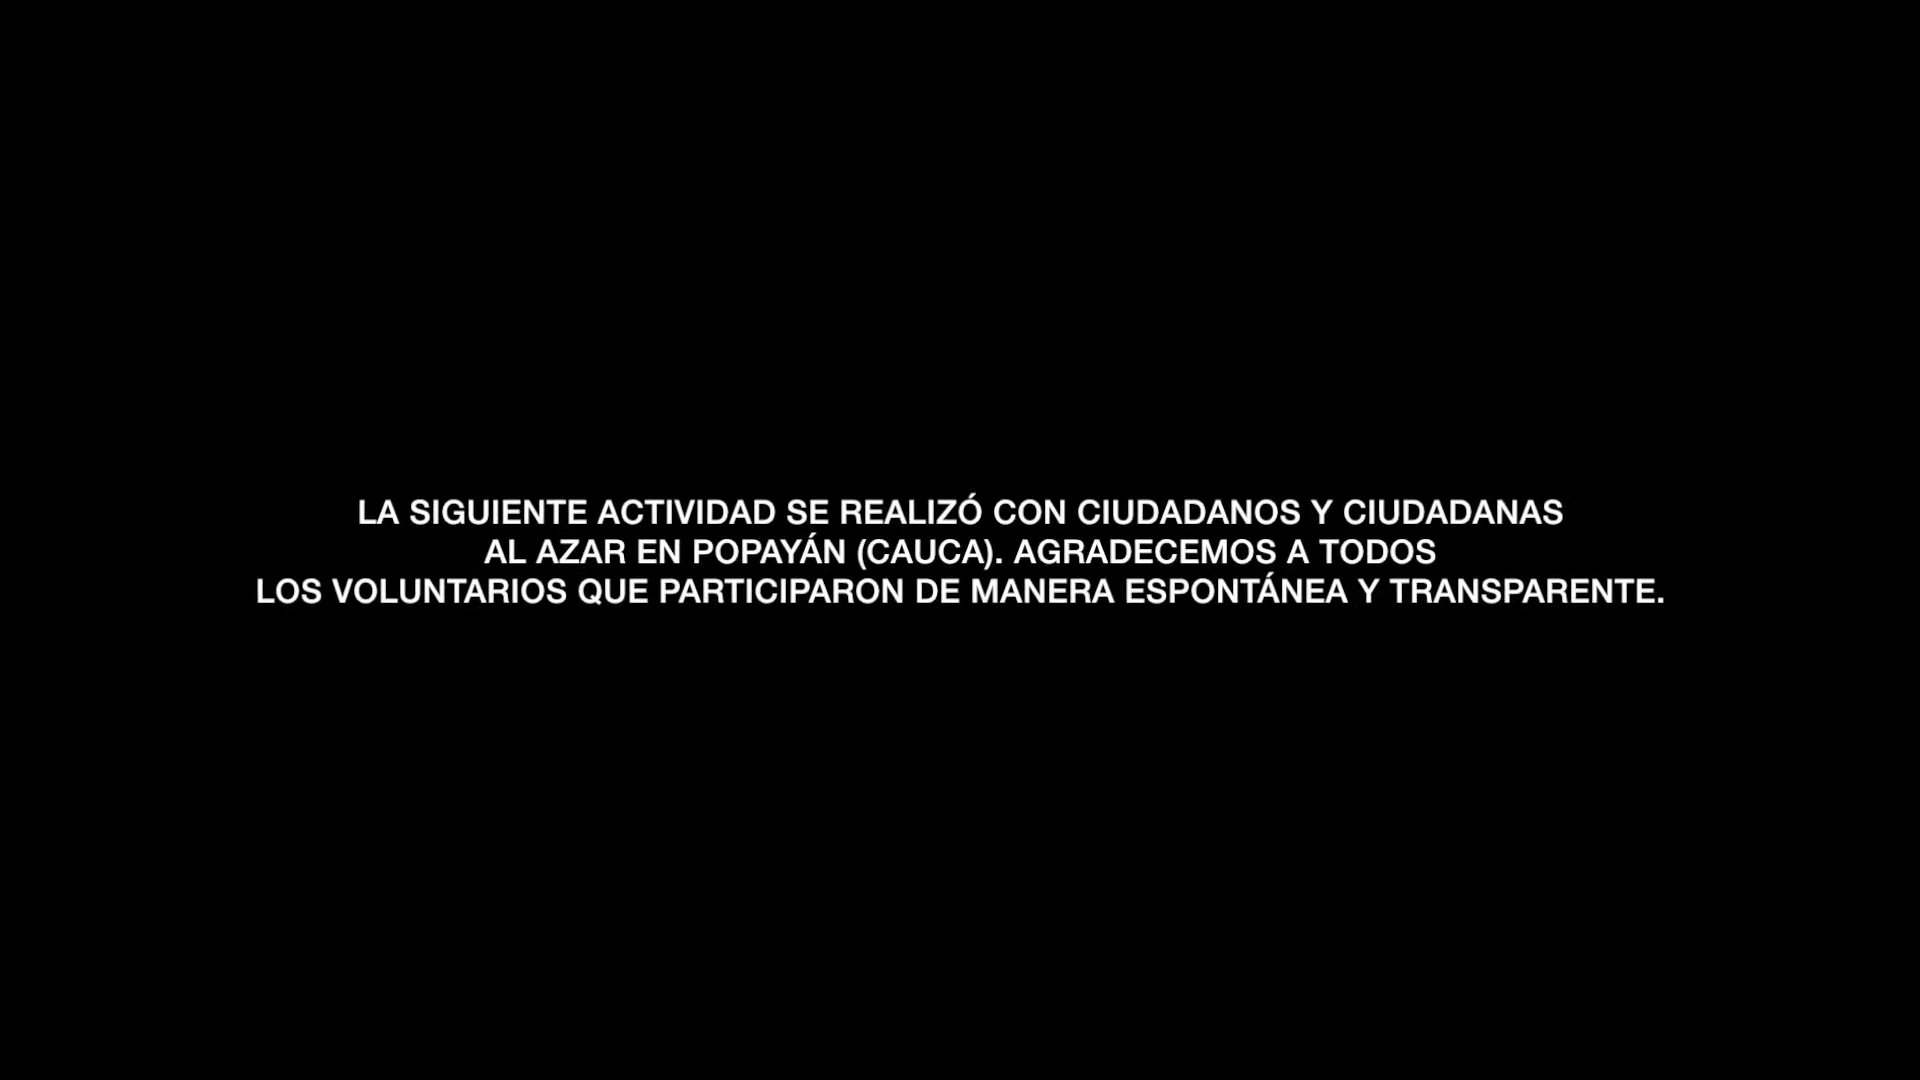 LA SIGUIENTE ACTIVIDAD SE REALIZÓ CON CIUDADANOS Y CIUDADANAS
AL AZAR EN POPAYÁN (CAUCA). AGRADECEMOS A TODOS
LOS VOLUNTARIOS QUE PARTICIPARON DE MANERA ESPONTÁNEA Y TRANSPARENTE.